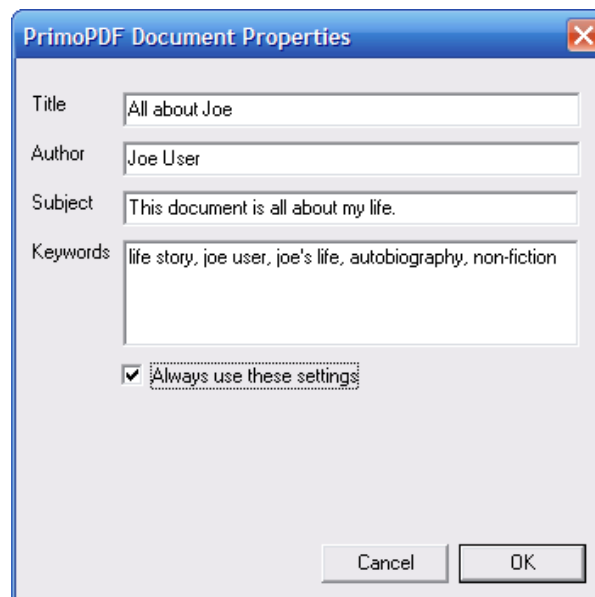 PrimoPDF Document Properties
Title
All about Joe
Author
Joe User
Subject
This document is all about my life.
Keywords
life story, joe user, joe's life, autobiography, non-fiction
Always use these settings
Cancel
OK